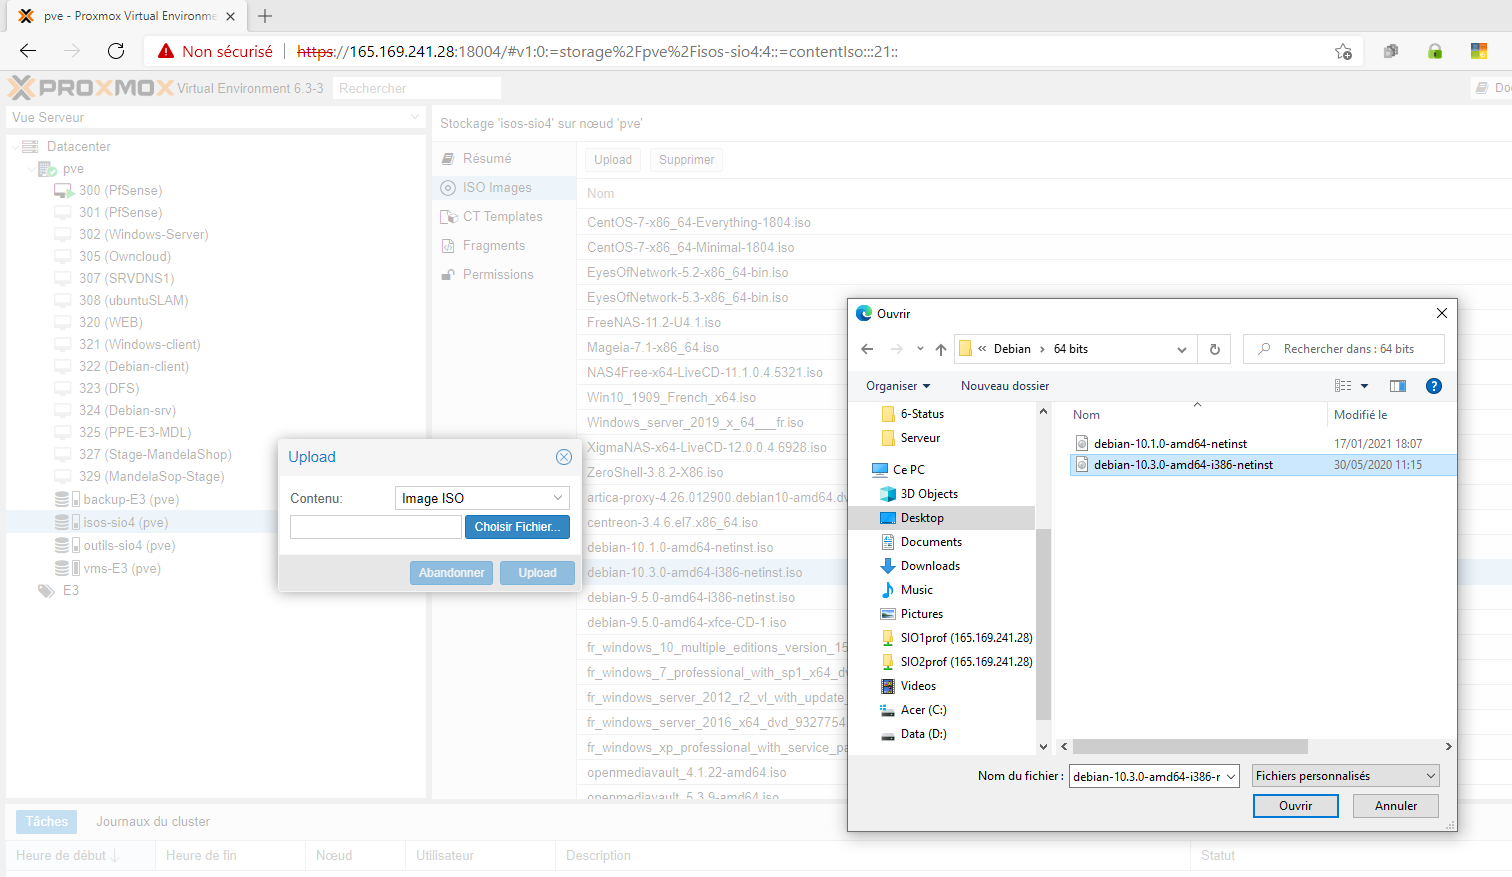 pve - Proxmox Virtual Environme
Non sécurisé
https://165.169.241.28:18004/#v1:0:=storage%2Fpve%2Fisos-sio4:4::=contentIso:::21::
PROXMOX Virtual Environment 6.3-3
Rechercher
Vue Serveur
Datacenter
pve
300 (PfSense)
301 (PfSense)
302 (Windows-Server)
305 (Owncloud)
307 (SRVDNS1)
308 (ubuntuSLAM)
320 (WEB)
321 (Windows-client)
322 (Debian-client)
323 (DFS)
324 (Debian-srv)
325 (PPE-E3-MDL)
327 (Stage-MandelaShop)
329 (MandelaSop-Stage)
backup-E3 (pve)
isos-sio4 (pve)
outils-sio4 (pve)
vms-E3 (pve)
E3
Stockage 'isos-sio4' sur nœud 'pve'
Résumé
ISO Images
CT Templates
Fragments
Permissions
Upload
Supprimer
Nom
CentOS-7-x86_64-Everything-1804.iso
CentOS-7-x86_64-Minimal-1804.iso
EyesOfNetwork-5.2-x86_64-bin.iso
EyesOfNetwork-5.3-x86_64-bin.iso
FreeNAS-11.2-U4.1.iso
Mageia-7.1-x86_64.iso
NAS4Free-x64-LiveCD-11.1.0.4.5321.iso
Win10_1909_French_x64.iso
Windows_server_2019_x_64___fr.iso
XigmaNAS-x64-LiveCD-12.0.0.4.6928.iso
ZeroShell-3.8.2-X86.iso
artica-proxy-4.26.012900.debian10-amd64.dv
centreon-3.4.6.el7.x86_64.iso
debian-10.1.0-amd64-netinst.iso
debian-10.3.0-amd64-i386-netinst.iso
debian-9.5.0-amd64-i386-netinst.iso
debian-9.5.0-amd64-xfce-CD-1.iso
fr_windows_10_multiple_editions_version_15
fr_windows_7_professional_with_sp1_x64_dv
fr_windows_server_2012_r2_vl_with_update_
fr_windows_server_2016_x64_dvd_9327754.
fr_windows_xp_professional_with_service_pa
openmediavault_4.1.22-amd64.iso
openmediavault_5.3.9-amd64.iso
Upload
Contenu:
Image ISO
Choisir Fichier...
Abandonner
Upload
Ouvrir
« Debian › 64 bits
Rechercher dans : 64 bits
Organiser
Nouveau dossier
6-Status
Serveur
Ce PC
3D Objects
Desktop
Documents
Downloads
Music
Pictures
SIO1prof (165.169.241.28)
SIO2prof (165.169.241.28)
Videos
Acer (C:)
Data (D:)
Nom
Modifié le
debian-10.1.0-amd64-netinst
17/01/2021 18:07
debian-10.3.0-amd64-i386-netinst
30/05/2020 11:15
Nom du fichier :
debian-10.3.0-amd64-i386-r
Fichiers personnalisés
Ouvrir
Annuler
Tâches
Journaux du cluster
Heure de début
Heure de fin
Nœud
Utilisateur
Description
Statut